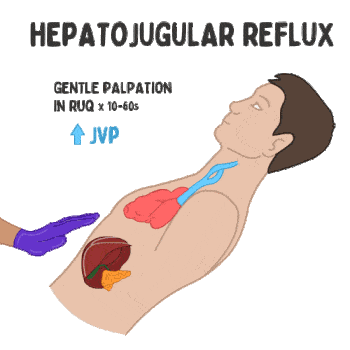 HEPATOJUGULAR REFLUX
GENTLE PALPATION
IN RUQ x 10-60s
JVP